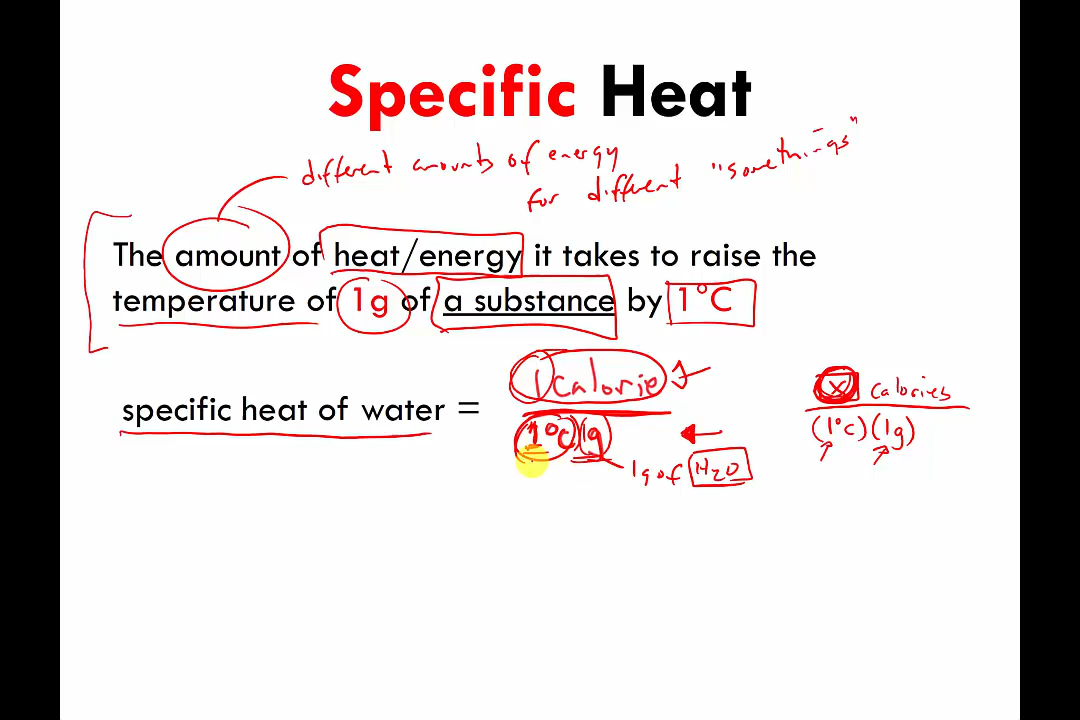 Specific Heat
different amounts of energy
for different "somethings"
The amount of heat/energy it takes to raise the
temperature of 1g of a substance by 1°C
specific heat of water = 1 Calorie
(1°C)(1g)
1g of H2O
X Calories
(1°C)(1g)